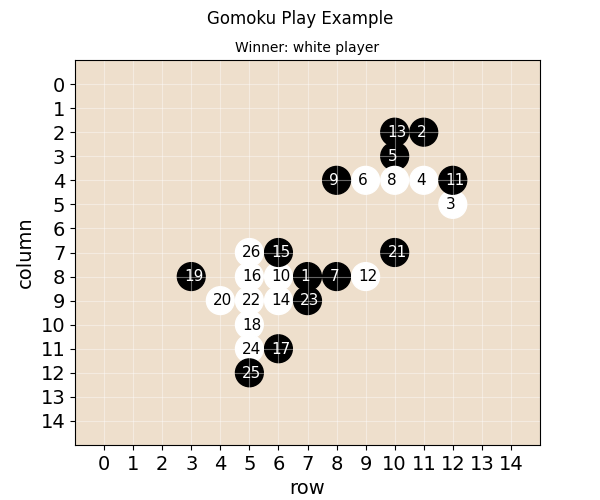 Gomoku Play Example
Winner: white player
0
1
2 13 2
3 5
4 9 6 8 4 11
5 3
6
7 26 15 21
8 19 16 10 1 7 12
9 20 22 14 23
10 18
11 24 17
12 25
13
14
column
0 1 2 3 4 5 6 7 8 9 10 11 12 13 14
row